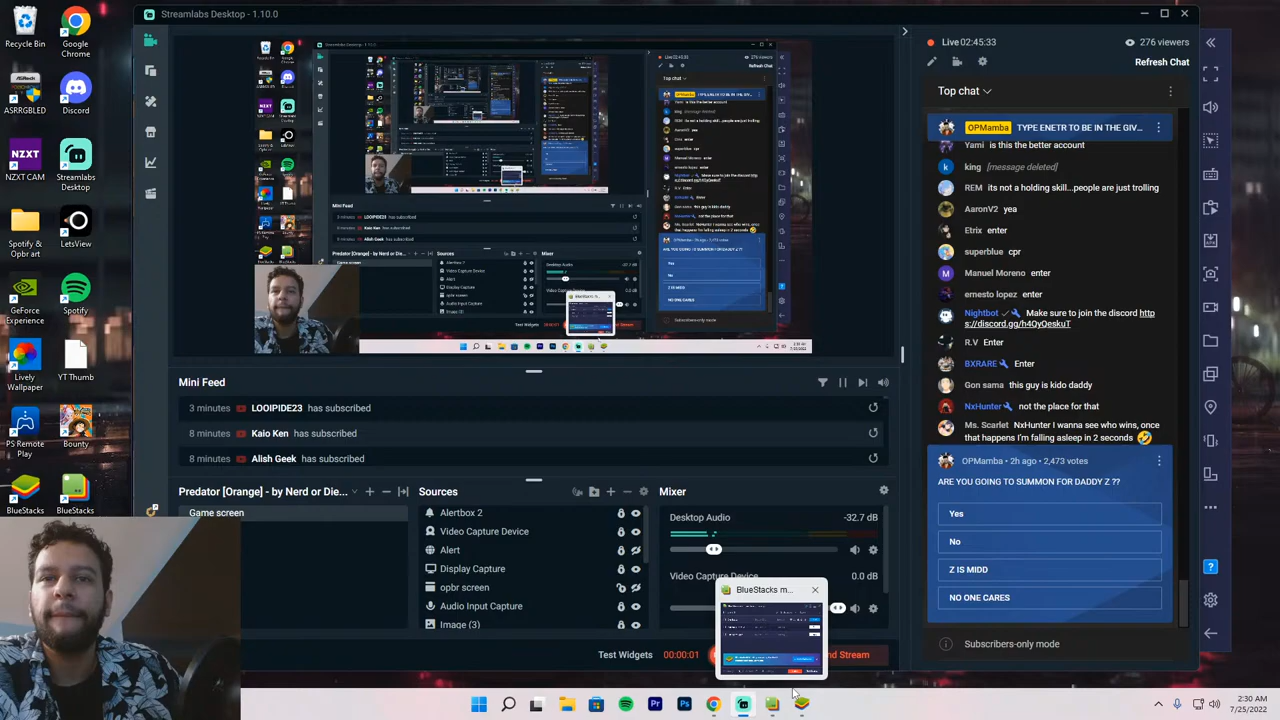 Streamlabs Desktop - 1.10.0
Recycle Bin
Google
Chrome
ASRRGBLED
Discord
NZXT CAM
Streamlabs
Desktop
Spotify &
Opbr art
LetsView
GeForce
Experience
Spotify
Lively
Wallpaper
YT Thumb
PS Remote
Play
Bounty
BlueStacks
BlueStacks
Live 02:45:33
276 viewers
Refresh Chat
Top chat
OPMamba TYPE ENETR TO BE IN THE GIV...
Yami is this the better account
king [message deleted]
REM its not a holding skill...people are just trolling
AaronV2 yea
Etrix enter
superblue cpr
Manuel Moreno enter
ernesto lopez enter
Nightbot Make sure to join the discord
R.V Enter
BXRARE Enter
Gon sama this guy is kido daddy
NxHunter not the place for that
Ms. Scarlet NxHunter I wanna see who wins, once
that happens I'm falling asleep in 2 seconds 🤣
OPMamba • 2h ago • 2,473 votes
ARE YOU GOING TO SUMMON FOR DADDY Z ??
Yes
No
Z IS MIDD
NO ONE CARES
Subscribers-only mode
Mini Feed
3 minutes LOOIPIDE23 has subscribed
8 minutes Kaio Ken has subscribed
8 minutes Alish Geek has subscribed
Predator [Orange] - by Nerd or Die...
Game screen
Sources
Alertbox 2
Video Capture Device
Alert
Display Capture
opbr screen
Audio Input Capture
Image (3)
Mixer
Desktop Audio
-32.7 dB
Video Capture Device
0.0 dB
BlueStacks m...
Test Widgets
00:00:01
nd Stream
2:30 AM
7/25/2022